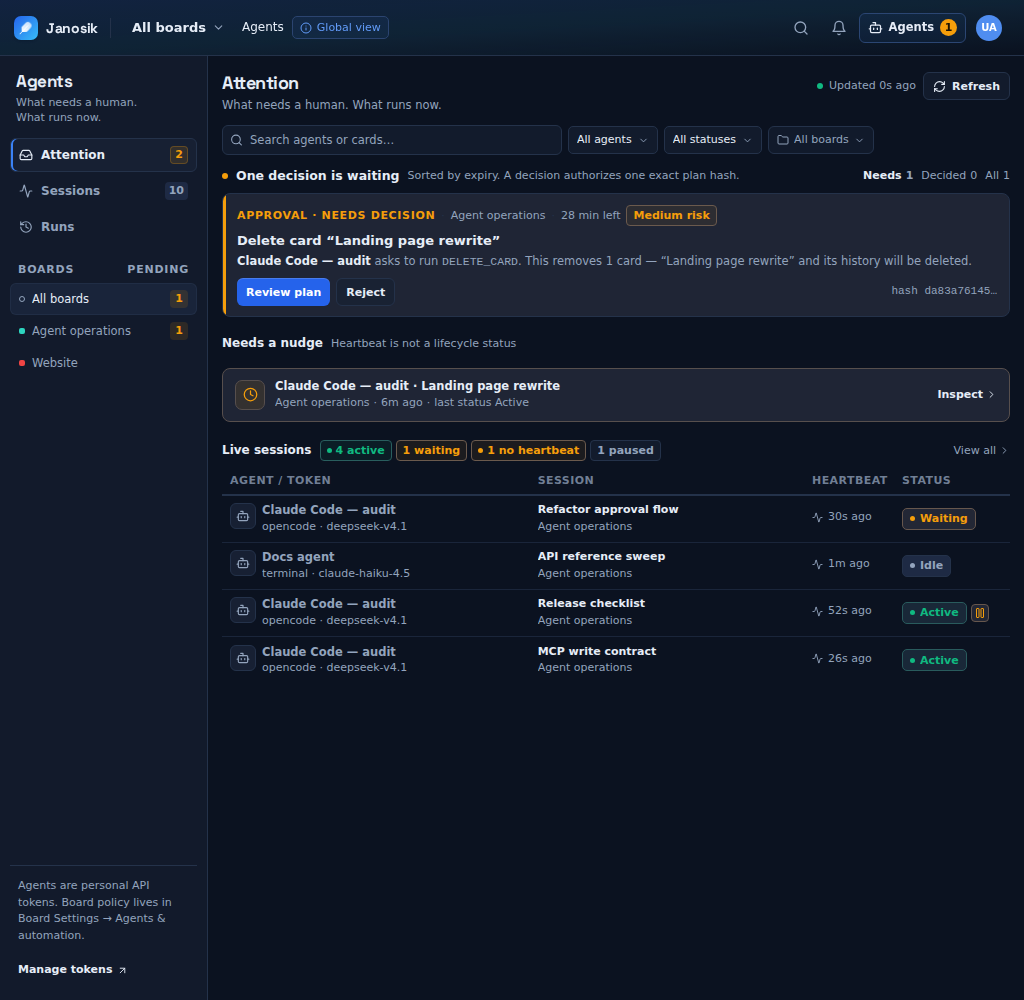 Janosik
All boards
Agents
Global view
Agents 1
UA
Agents
What needs a human.
What runs now.
Attention 2
Sessions 10
Runs
BOARDS PENDING
All boards 1
Agent operations 1
Website
Agents are personal API
tokens. Board policy lives in
Board Settings → Agents &
automation.
Manage tokens
Attention
What needs a human. What runs now.
Updated 0s ago
Refresh
Search agents or cards…
All agents
All statuses
All boards
One decision is waiting Sorted by expiry. A decision authorizes one exact plan hash.
Needs 1 Decided 0 All 1
APPROVAL · NEEDS DECISION Agent operations 28 min left Medium risk
Delete card “Landing page rewrite”
Claude Code — audit asks to run DELETE_CARD. This removes 1 card — “Landing page rewrite” and its history will be deleted.
Review plan Reject hash da83a76145…
Needs a nudge Heartbeat is not a lifecycle status
Claude Code — audit · Landing page rewrite
Agent operations · 6m ago · last status Active
Inspect
Live sessions 4 active 1 waiting 1 no heartbeat 1 paused View all
AGENT / TOKEN SESSION HEARTBEAT STATUS
Claude Code — audit Refactor approval flow
opencode · deepseek-v4.1 Agent operations
30s ago Waiting
Docs agent API reference sweep
terminal · claude-haiku-4.5 Agent operations
1m ago Idle
Claude Code — audit Release checklist
opencode · deepseek-v4.1 Agent operations
52s ago Active
Claude Code — audit MCP write contract
opencode · deepseek-v4.1 Agent operations
26s ago Active